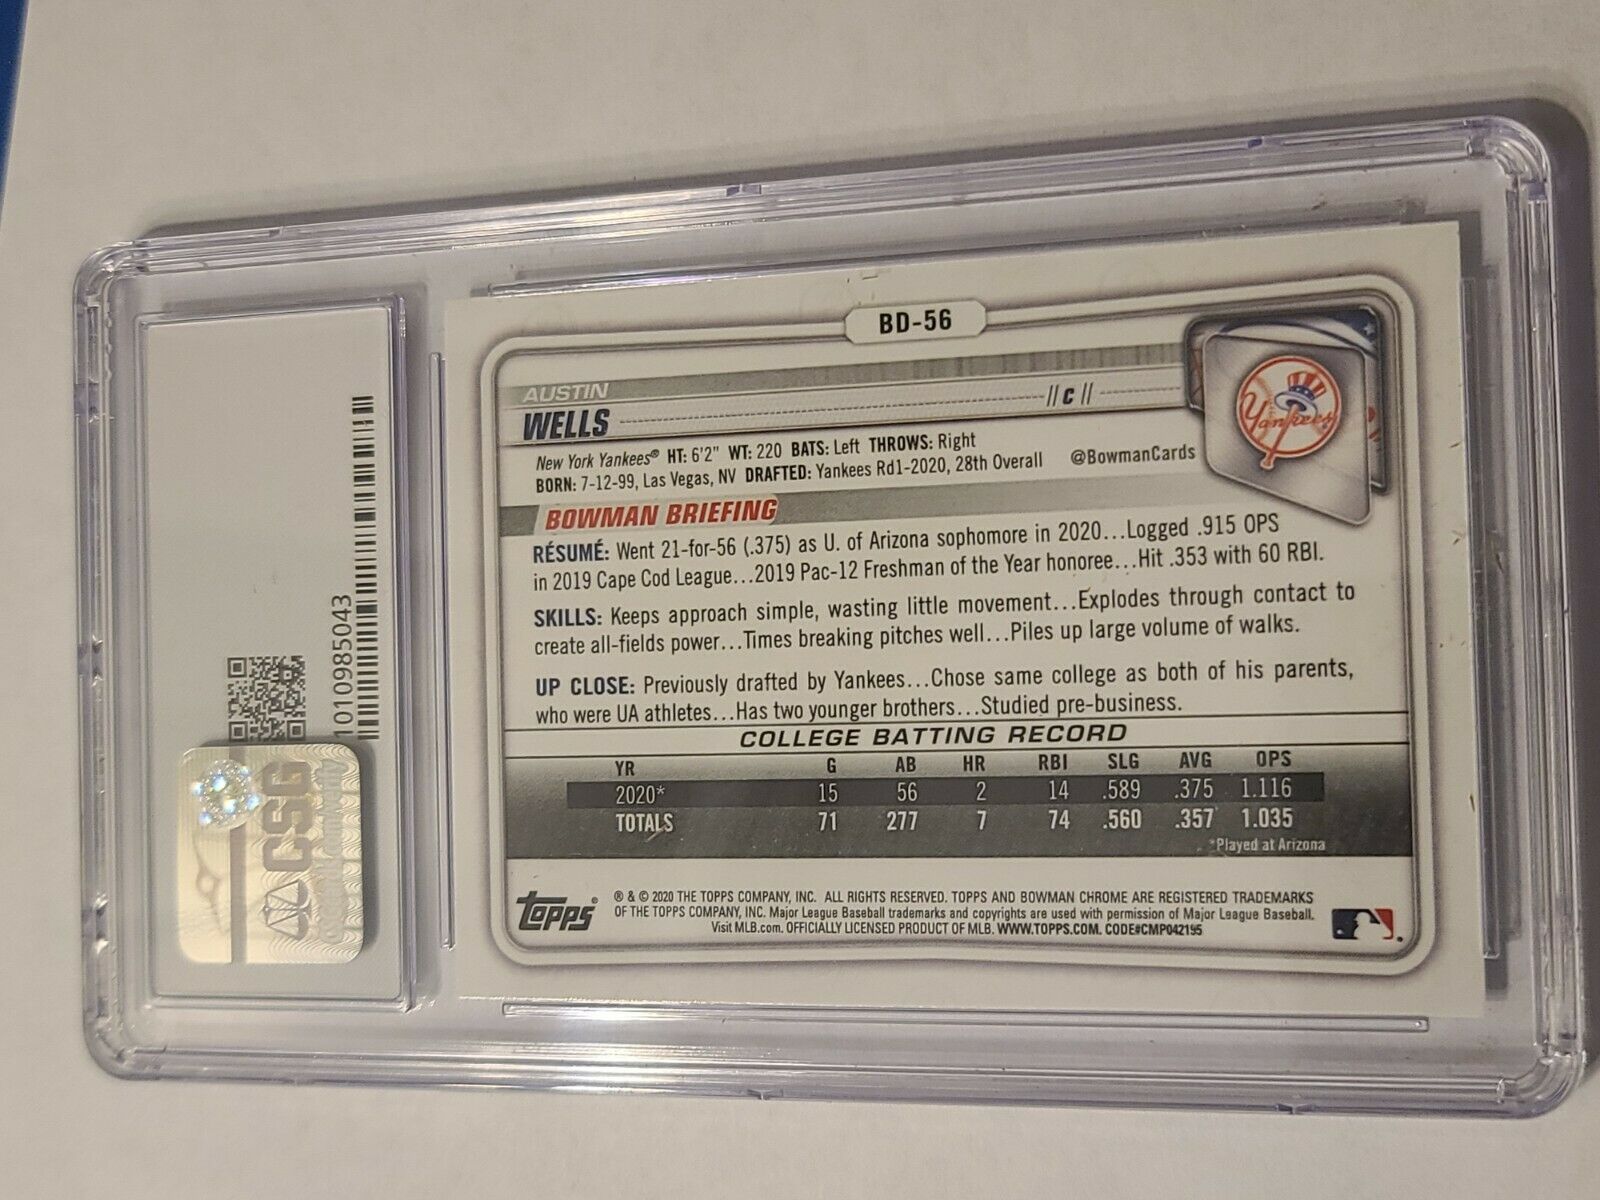 BD-56
AUSTIN
WELLS
// C //
Yankees
New York Yankees® HT: 6'2" WT: 220 BATS: Left THROWS: Right
BORN: 7-12-99, Las Vegas, NV DRAFTED: Yankees Rd1-2020, 28th Overall
@BowmanCards
BOWMAN BRIEFING
RÉSUMÉ: Went 21-for-56 (.375) as U. of Arizona sophomore in 2020...Logged .915 OPS
in 2019 Cape Cod League...2019 Pac-12 Freshman of the Year honoree...Hit .353 with 60 RBI.
SKILLS: Keeps approach simple, wasting little movement...Explodes through contact to
create all-fields power...Times breaking pitches well...Piles up large volume of walks.
UP CLOSE: Previously drafted by Yankees...Chose same college as both of his parents,
who were UA athletes...Has two younger brothers...Studied pre-business.
COLLEGE BATTING RECORD
YR G AB HR RBI SLG AVG OPS
2020* 15 56 2 14 .589 .375 1.116
TOTALS 71 277 7 74 .560 .357 1.035
*Played at Arizona
Topps
® & © 2020 THE TOPPS COMPANY, INC. ALL RIGHTS RESERVED. TOPPS AND BOWMAN CHROME ARE REGISTERED TRADEMARKS
OF THE TOPPS COMPANY, INC. Major League Baseball trademarks and copyrights are used with permission of Major League Baseball.
Visit MLB.com. OFFICIALLY LICENSED PRODUCT OF MLB. WWW.TOPPS.COM. CODE#CMP042195
CSG